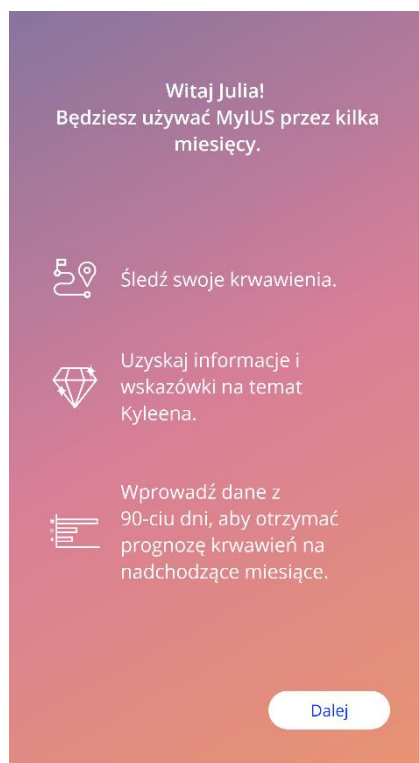 Witaj Julia!
Będziesz używać MyIUS przez kilka
miesięcy.
Śledź swoje krwawienia.
Uzyskaj informacje i
wskazówki na temat
Kyleena.
Wprowadź dane z
90-ciu dni, aby otrzymać
prognozę krwawień na
nadchodzące miesiące.
Dalej